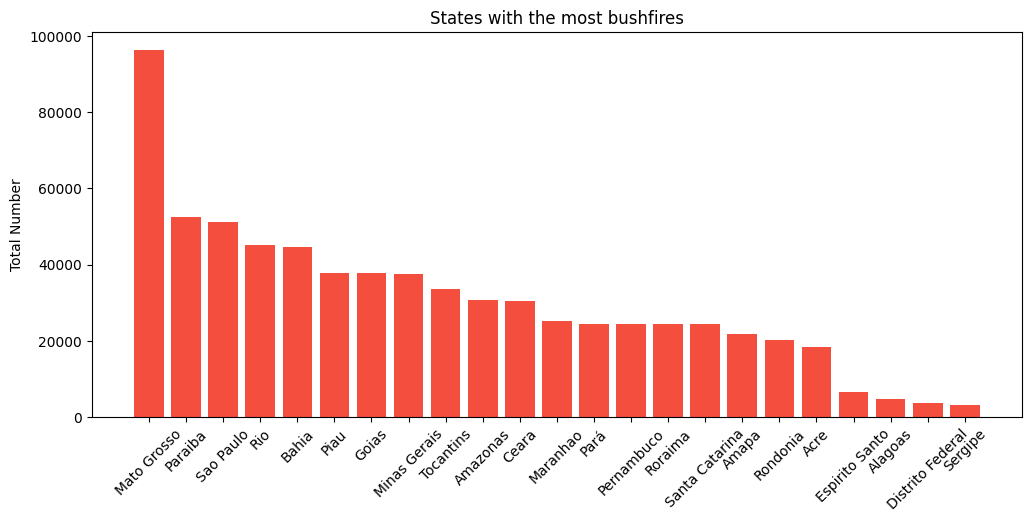 States with the most bushfires
Total Number
100000
80000
60000
40000
20000
0
Mato Grosso
Paraiba
Sao Paulo
Rio
Bahia
Piau
Goias
Minas Gerais
Tocantins
Amazonas
Ceara
Maranhao
Pará
Pernambuco
Roraima
Santa Catarina
Amapa
Rondonia
Acre
Espirito Santo
Alagoas
Distrito Federal
Sergipe